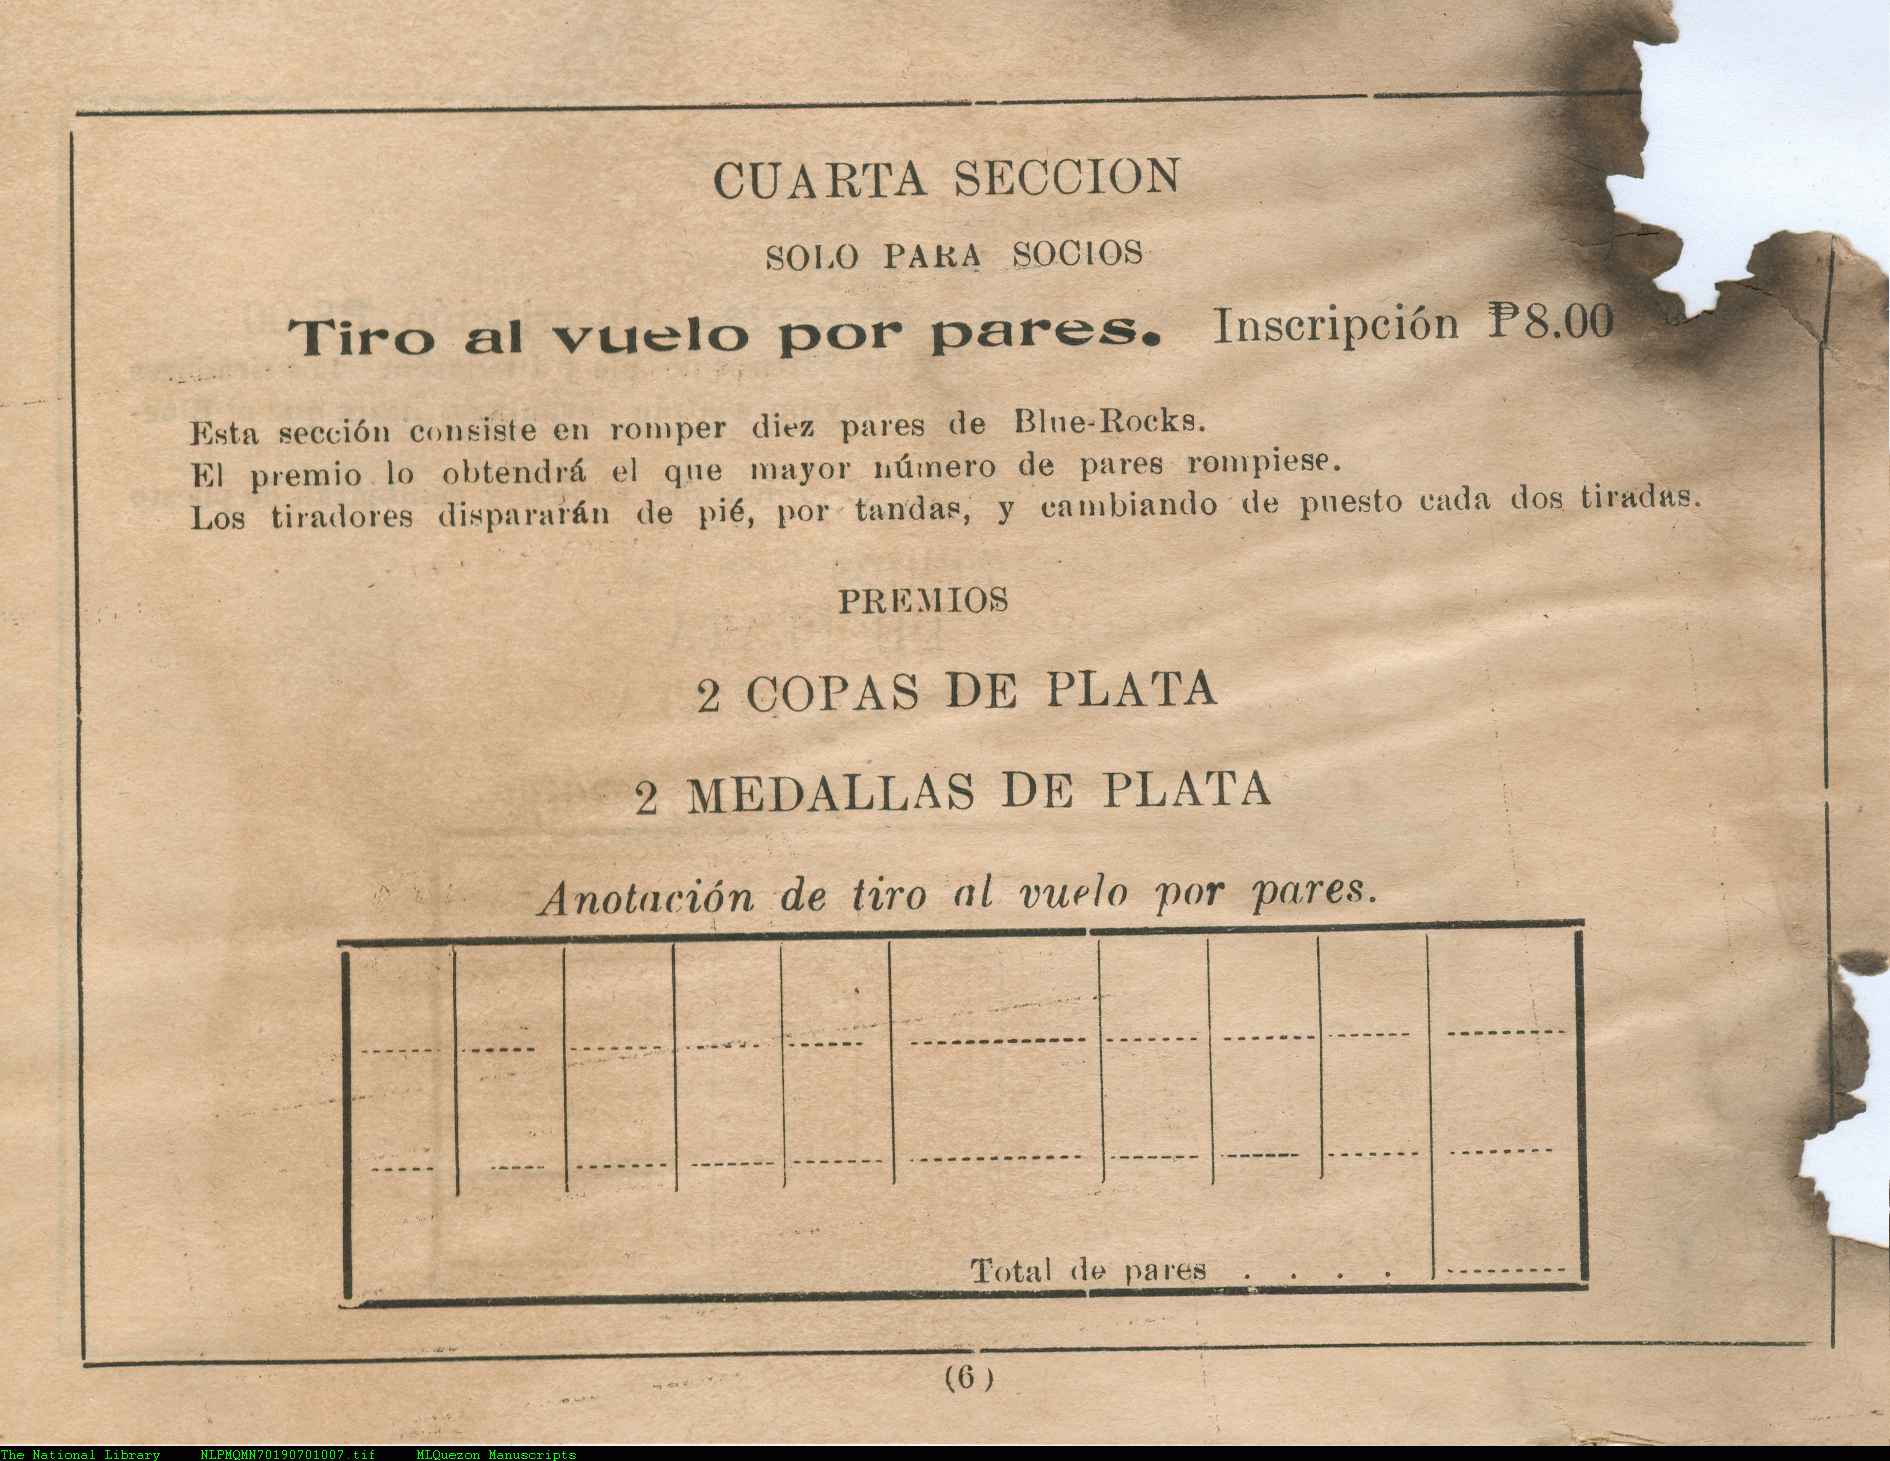 CUARTA SECCION
SOLO PARA SOCIOS
Tiro al vuelo por pares. Inscripción ₱8.00
Esta sección consiste en romper diez pares de Blue-Rocks.
El premio lo obtendrá el que mayor número de pares rompiese.
Los tiradores dispararán de pié, por tandas, y cambiando de puesto cada dos tiradas.
PREMIOS
2 COPAS DE PLATA
2 MEDALLAS DE PLATA
Anotación de tiro al vuelo por pares.
Total de pares . . . .
(6)
The National Library NLPMQMN70190701007.tif MLQuezon Manuscripts